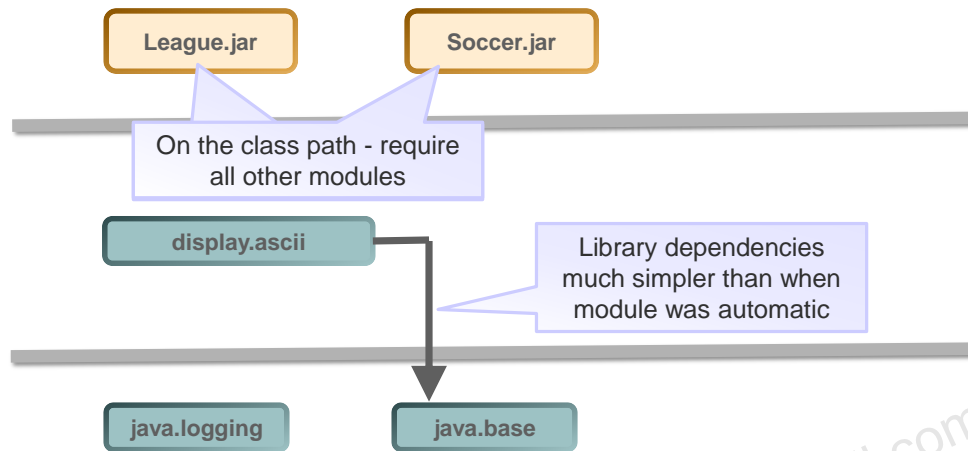 League.jar
Soccer.jar
On the class path - require
all other modules
display.ascii
Library dependencies
much simpler than when
module was automatic
java.logging
java.base